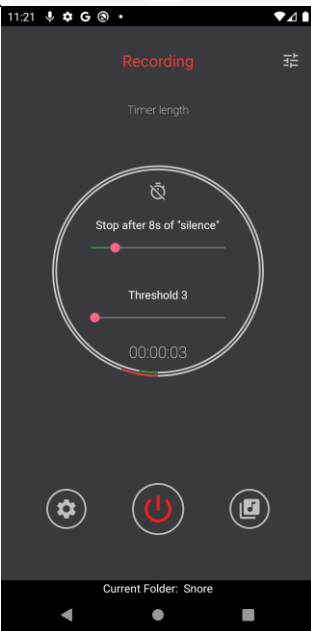 11:21
Recording
Timer length
Stop after 8s of "silence"
Threshold 3
00:00:03
Current Folder: Snore